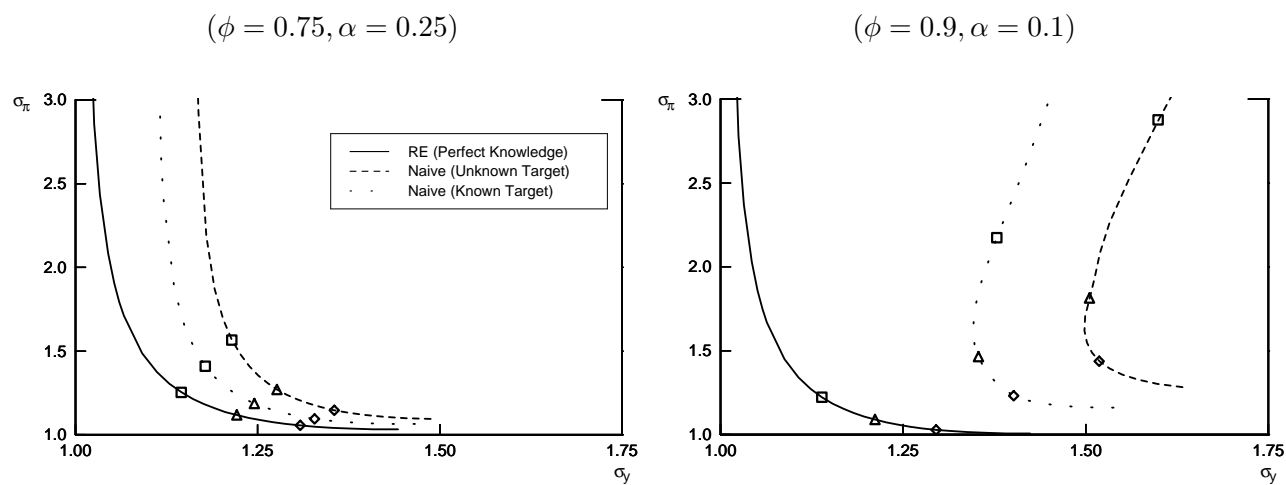 (ϕ = 0.75, α = 0.25)
(ϕ = 0.9, α = 0.1)
σπ
3.0
2.5
2.0
1.5
1.0
1.00
1.25
1.50
1.75
σy
RE (Perfect Knowledge)
Naive (Unknown Target)
Naive (Known Target)
σπ
3.0
2.5
2.0
1.5
1.0
1.00
1.25
1.50
1.75
σy